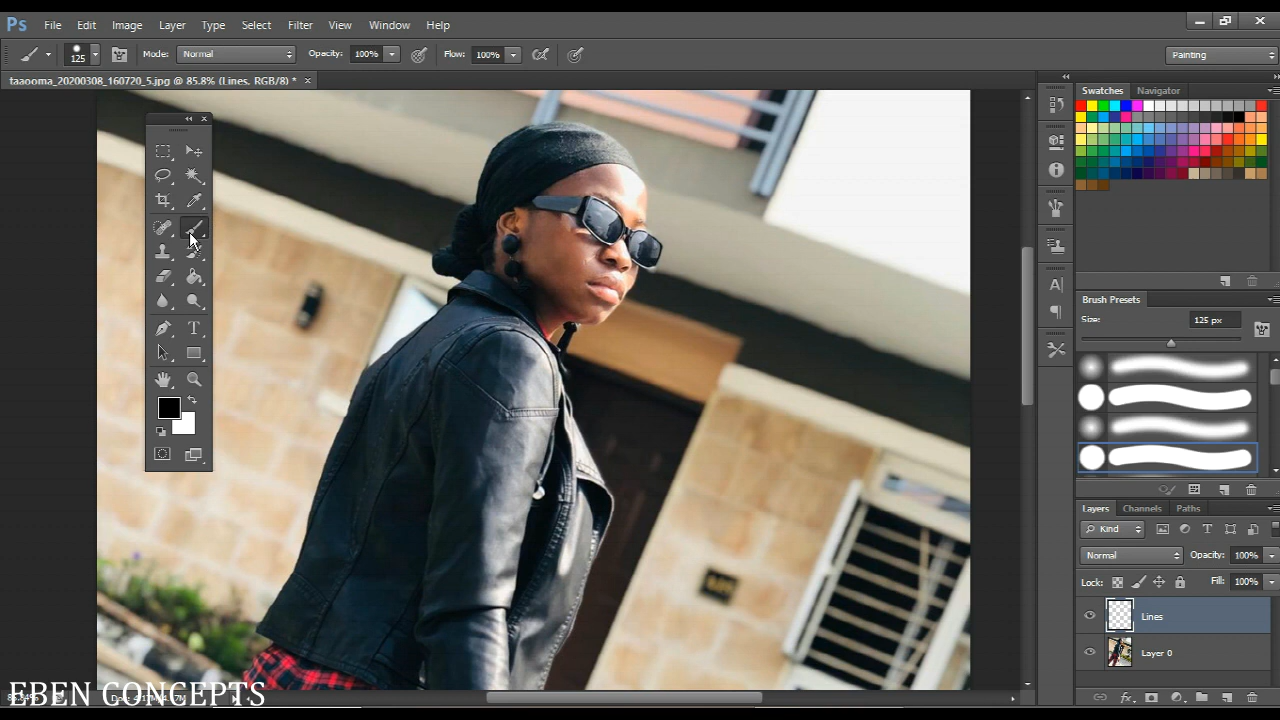 Ps File Edit Image Layer Type Select Filter View Window Help
125 Mode: Normal Opacity: 100% Flow: 100% Painting
taaooma_20200308_160720_5.jpg @ 85.8% (Lines, RGB/8) * ×
Swatches Navigator
Brush Presets
Size: 125 px
Layers Channels Paths
Kind
Normal Opacity: 100%
Lock: Fill: 100%
Lines
Layer 0
EBEN CONCEPTS